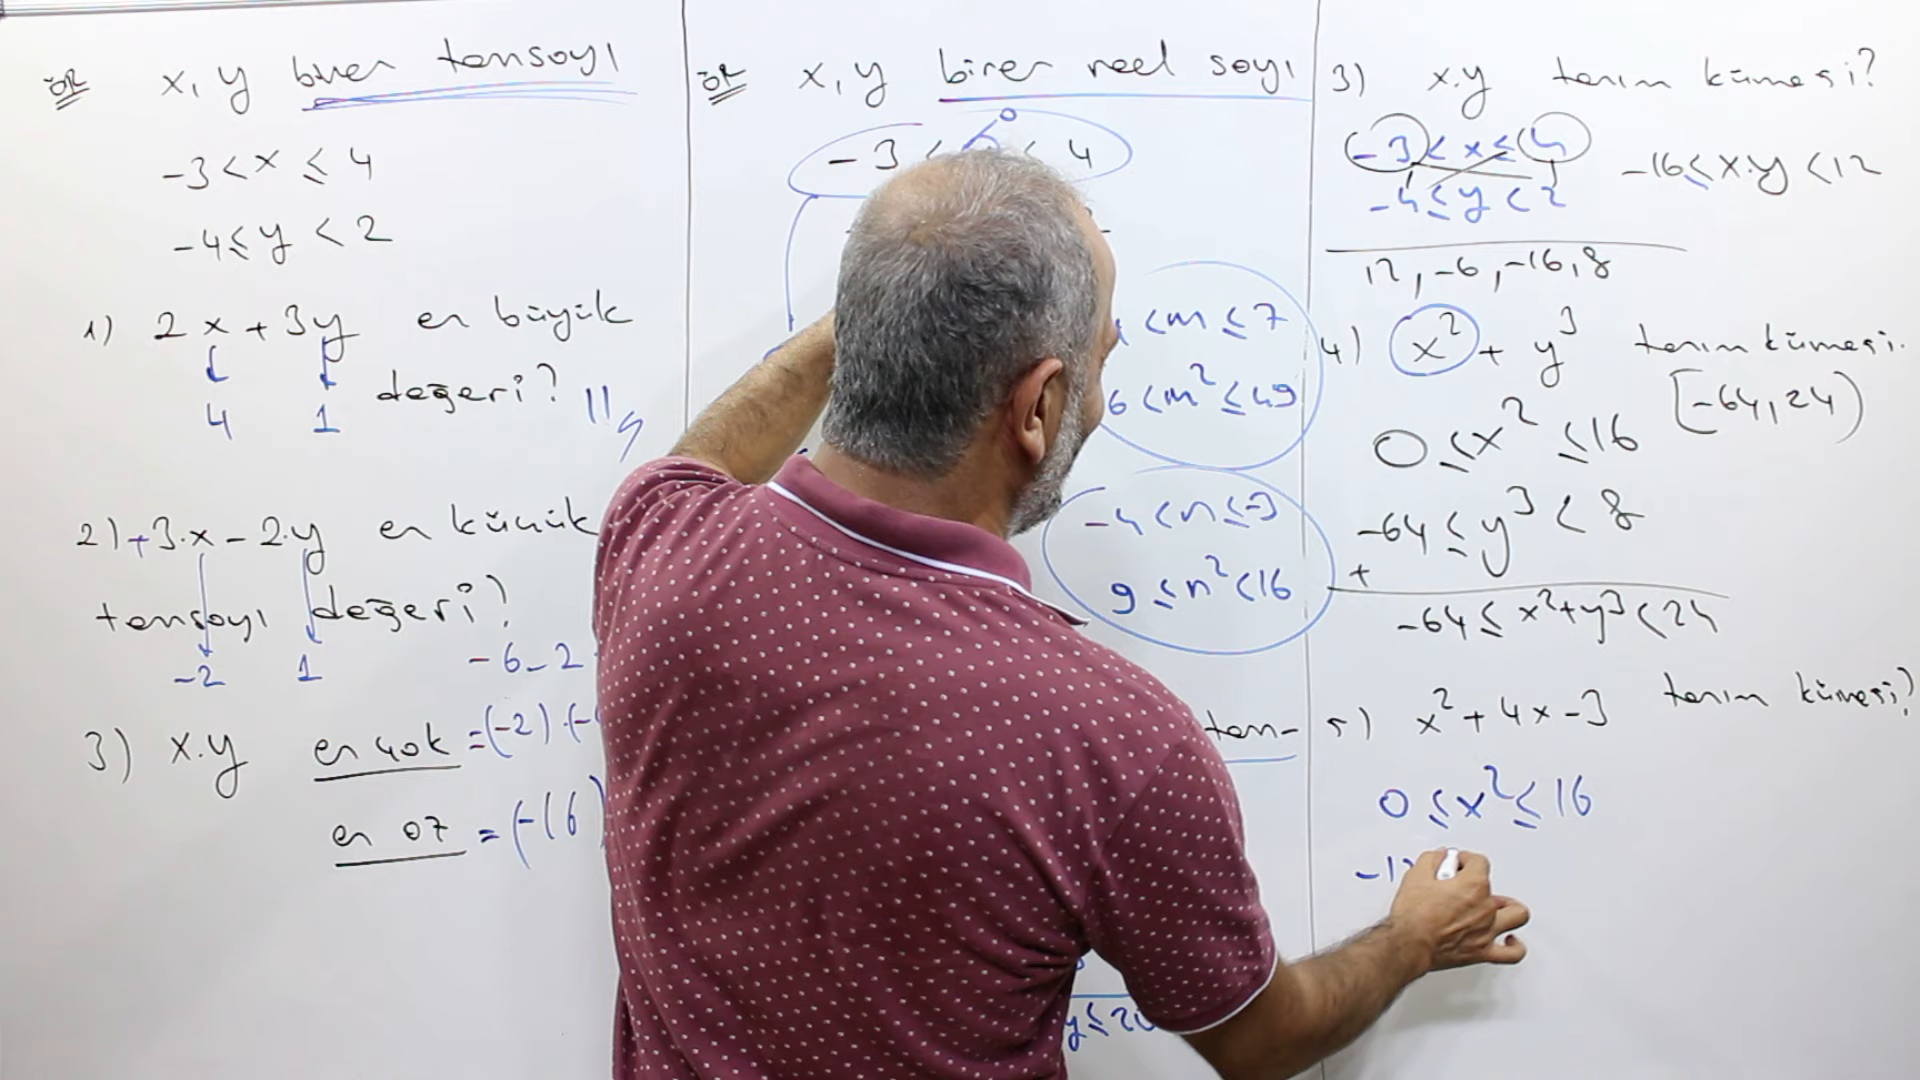 ÖR x, y birer tamsayı
-3 < x ≤ 4
-4 ≤ y < 2
1) 2x + 3y en büyük
değeri? 11
4 1
2) +3.x - 2.y en küçük
tamsayı değeri?
-2 1 -6-2
3) x.y en çok = (-2).(-
en az = (-16)
ÖR x, y birer reel sayı
-3 < < 4
< m ≤ 7
6 < m² ≤ 49
-4 < n ≤ -3
9 ≤ n² < 16
tam-
y ≤ 20
3) x.y tanım kümesi?
-3 < x ≤ 4
-4 ≤ y < 2
-16 ≤ x.y < 12
12, -6, -16, 8
4) x² + y³ tanım kümesi.
[-64, 24)
0 ≤ x² ≤ 16
-64 ≤ y³ < 8
+
-64 ≤ x² + y³ < 24
5) x² + 4x - 3 tanım kümesi?
0 ≤ x² ≤ 16
-12